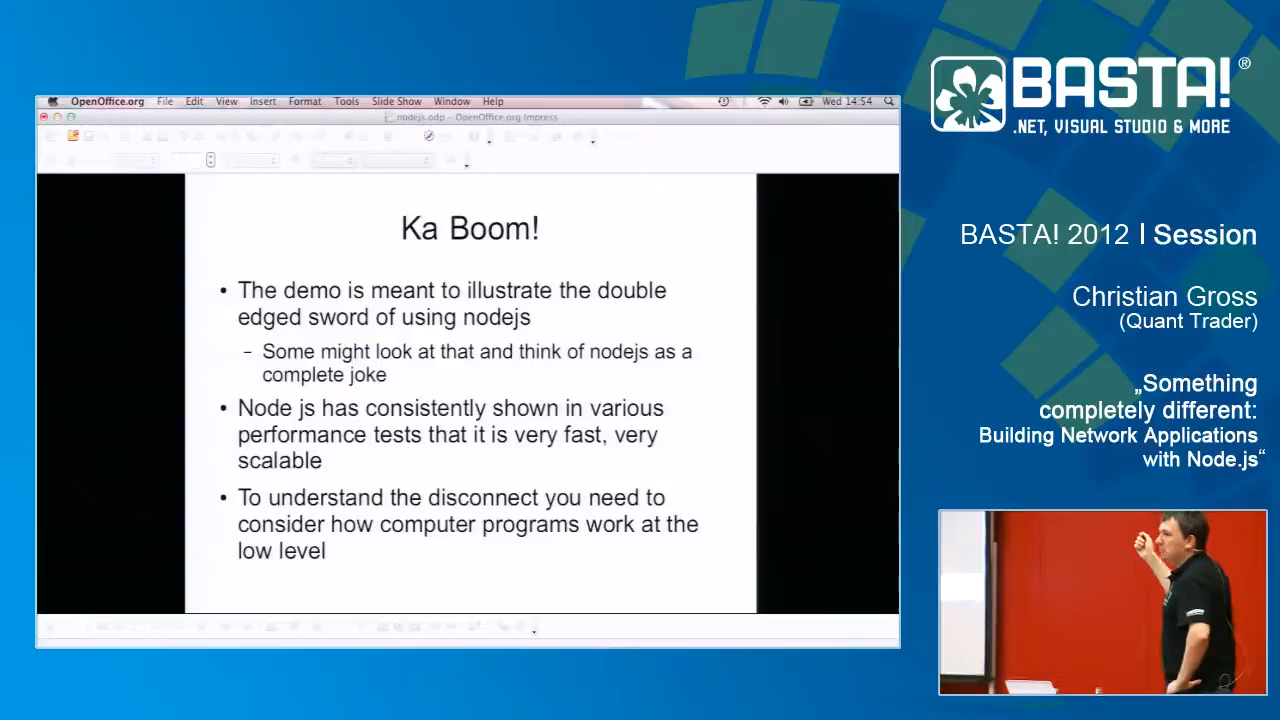 OpenOffice.org File Edit View Insert Format Tools Slide Show Window Help Wed 14:54
nodejs.odp – OpenOffice.org Impress
Ka Boom!
• The demo is meant to illustrate the double
edged sword of using nodejs
– Some might look at that and think of nodejs as a
complete joke
• Node js has consistently shown in various
performance tests that it is very fast, very
scalable
• To understand the disconnect you need to
consider how computer programs work at the
low level
BASTA!®
.NET, VISUAL STUDIO & MORE
BASTA! 2012 I Session
Christian Gross
(Quant Trader)
„Something
completely different:
Building Network Applications
with Node.js“